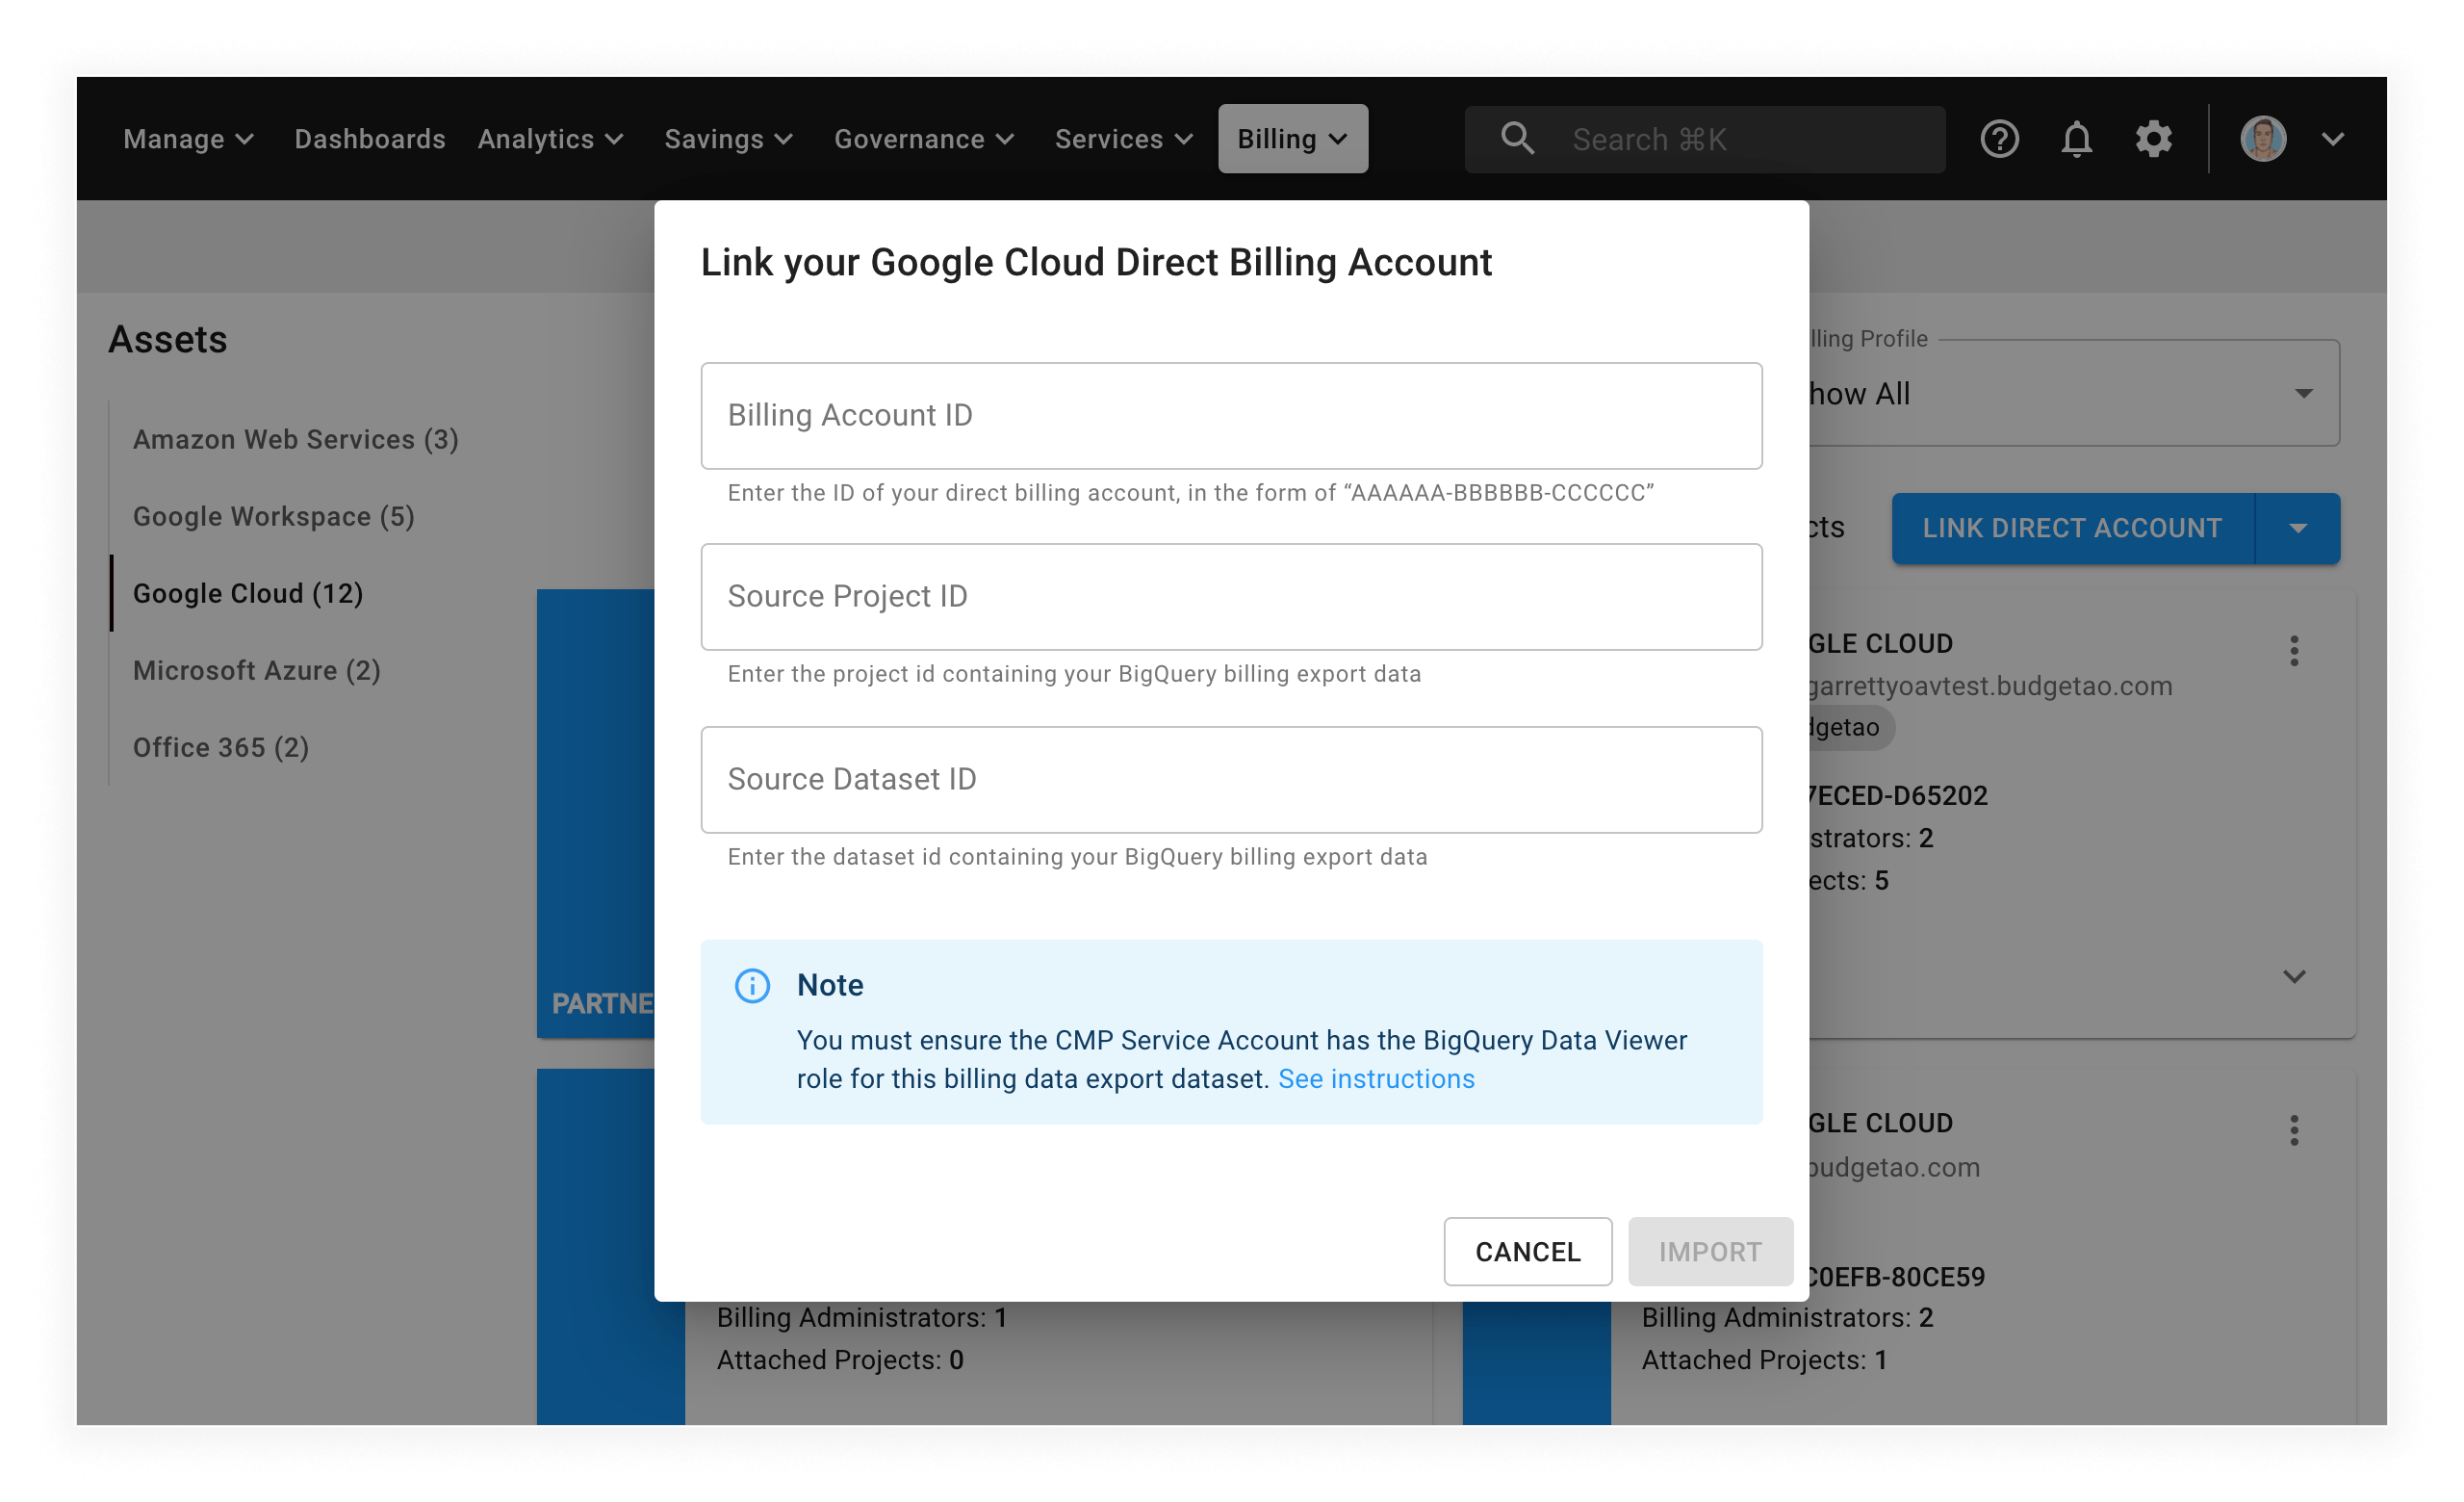 Manage Dashboards Analytics Savings Governance Services Billing Search ⌘K
Link your Google Cloud Direct Billing Account
Assets
Amazon Web Services (3)
Google Workspace (5)
Google Cloud (12)
Microsoft Azure (2)
Office 365 (2)
Billing Account ID
Enter the ID of your direct billing account, in the form of “AAAAAA-BBBBBB-CCCCCC”
Source Project ID
Enter the project id containing your BigQuery billing export data
Source Dataset ID
Enter the dataset id containing your BigQuery billing export data
Note
You must ensure the CMP Service Account has the BigQuery Data Viewer
role for this billing data export dataset. See instructions
CANCEL IMPORT
lling Profile
how All
cts LINK DIRECT ACCOUNT
GLE CLOUD
garrettyoavtest.budgetao.com
dgetao
7ECED-D65202
strators: 2
ects: 5
PARTNE
GLE CLOUD
budgetao.com
C0EFB-80CE59
Billing Administrators: 1
Attached Projects: 0
Billing Administrators: 2
Attached Projects: 1